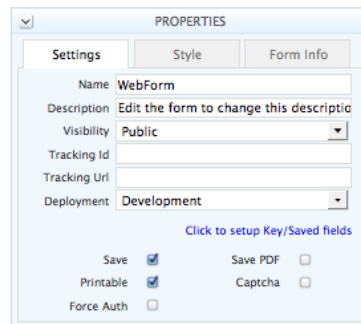 PROPERTIES
Settings Style Form Info
Name WebForm
Description Edit the form to change this descriptio
Visibility Public
Tracking Id
Tracking Url
Deployment Development
Click to setup Key/Saved fields
Save Save PDF
Printable Captcha
Force Auth